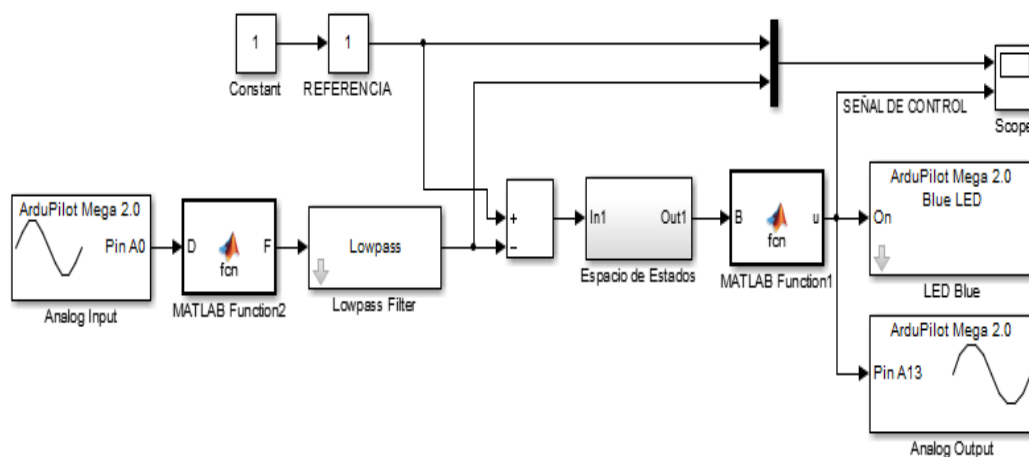 1
Constant
1
REFERENCIA
SEÑAL DE CONTROL
Scope
ArduPilot Mega 2.0
Pin A0
Analog Input
D
fcn
F
MATLAB Function2
Lowpass
Lowpass Filter
+
−
In1
Out1
Espacio de Estados
B
fcn
u
MATLAB Function1
ArduPilot Mega 2.0
Blue LED
On
LED Blue
ArduPilot Mega 2.0
Pin A13
Analog Output